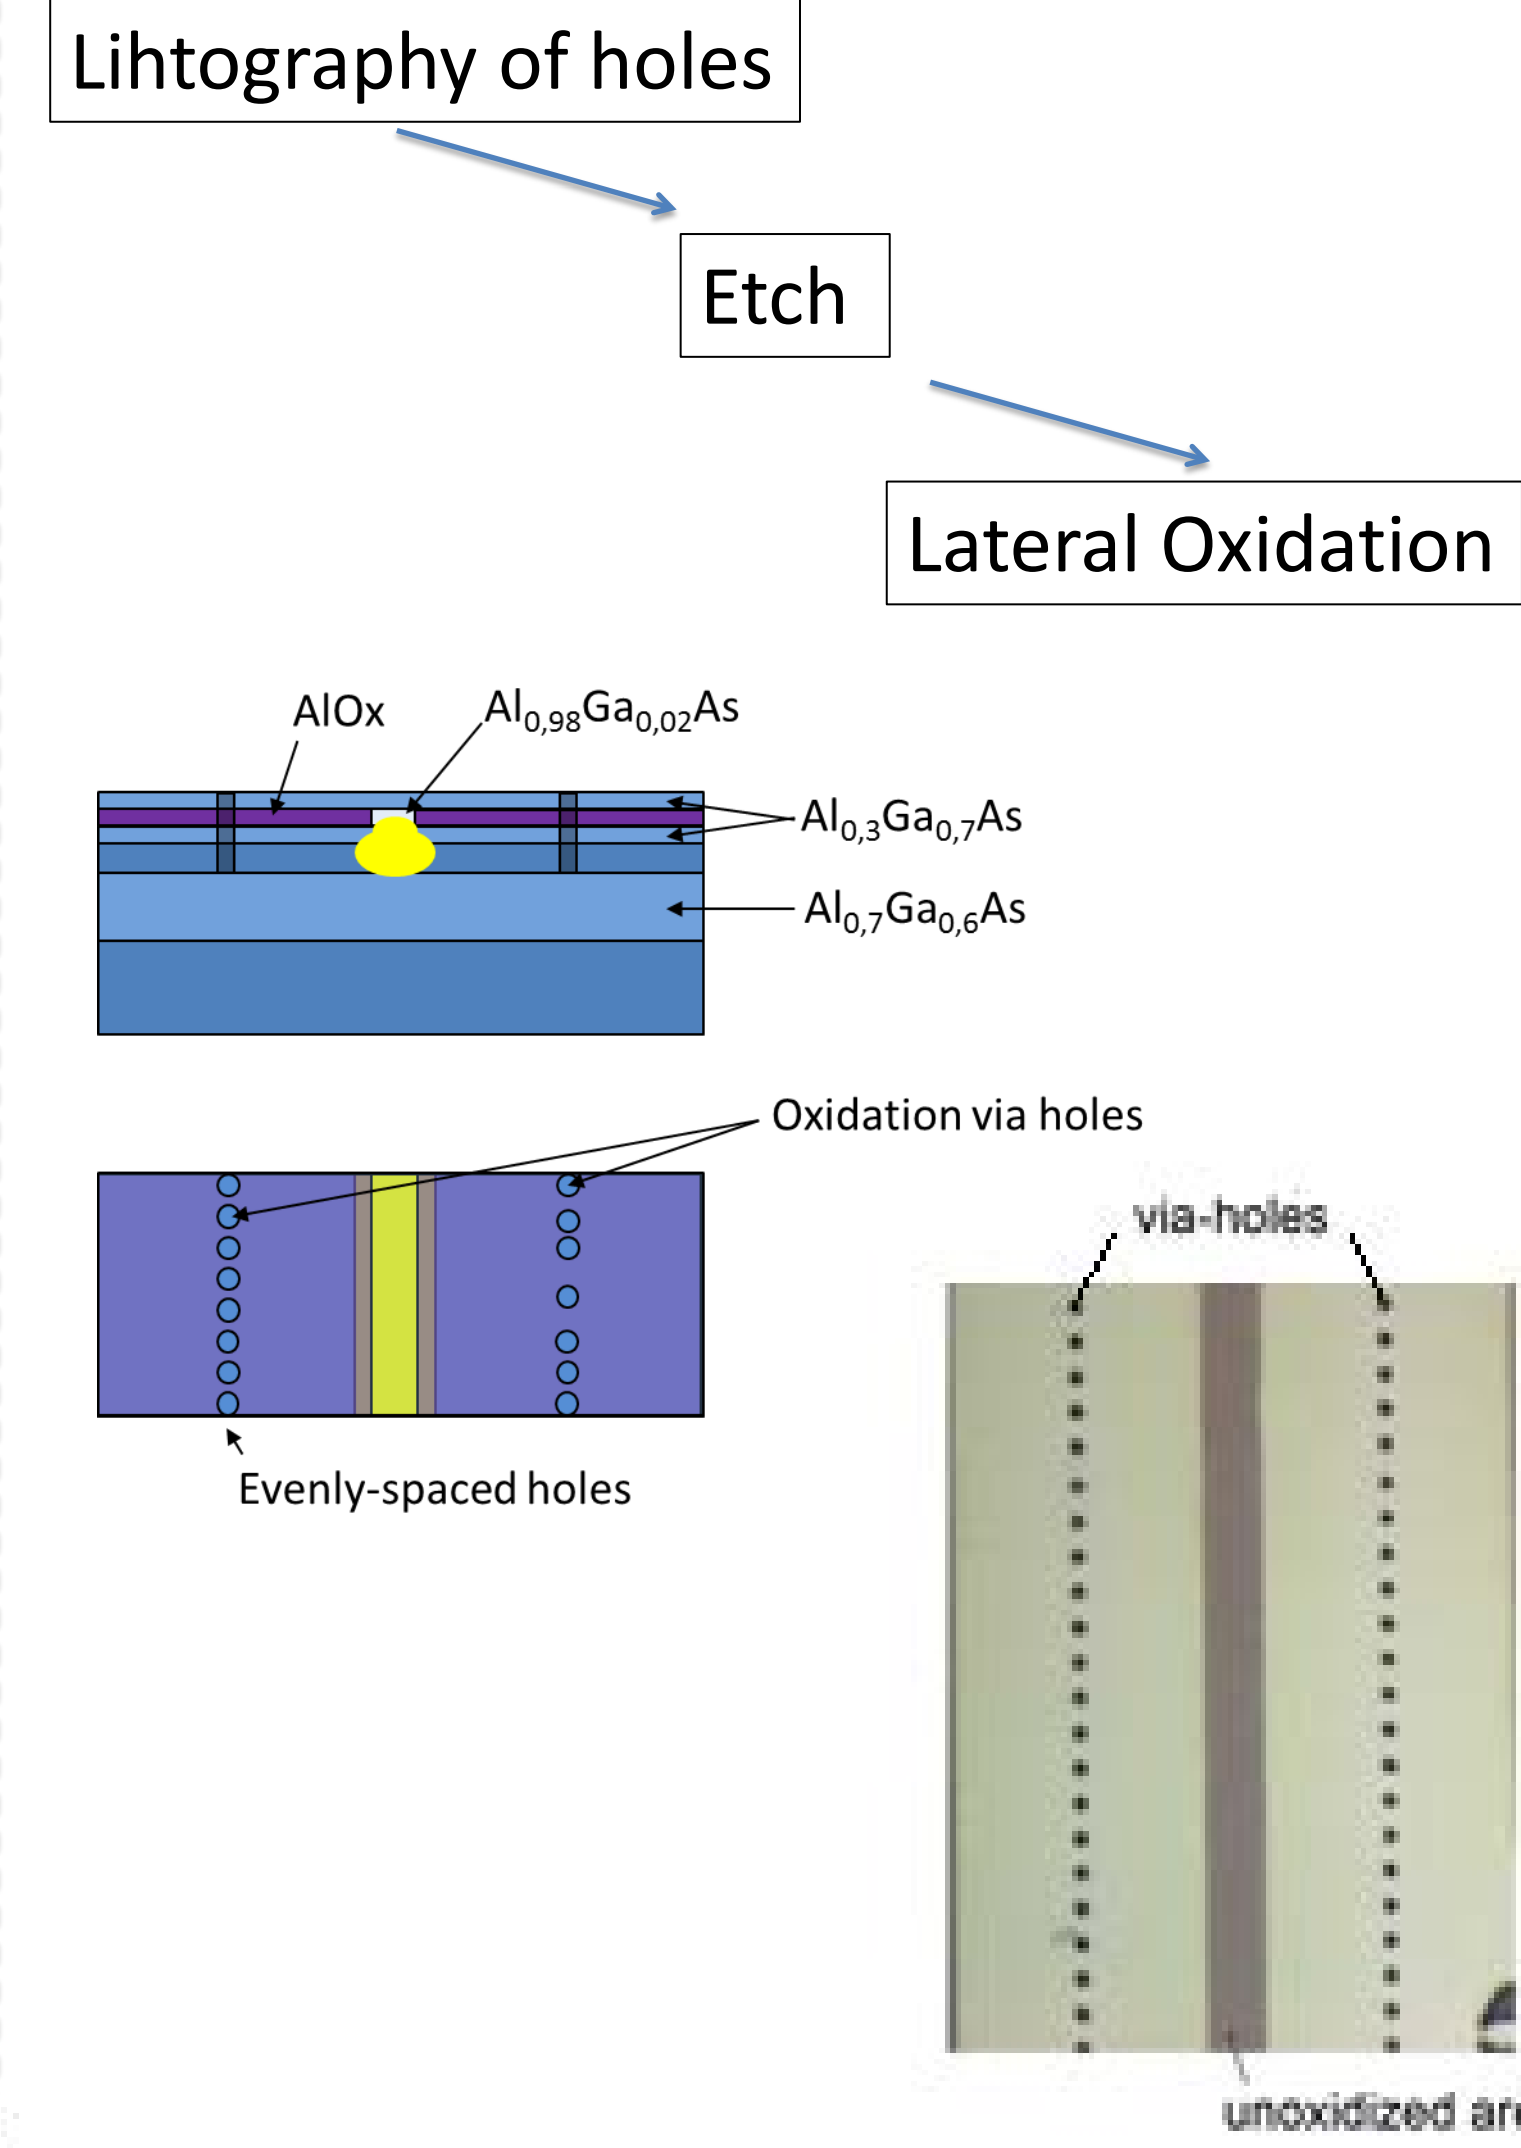 Lihtography of holes
Etch
Lateral Oxidation
AlOx
Al0,98Ga0,02As
Al0,3Ga0,7As
Al0,7Ga0,6As
Oxidation via holes
via-holes
Evenly-spaced holes
unoxidized